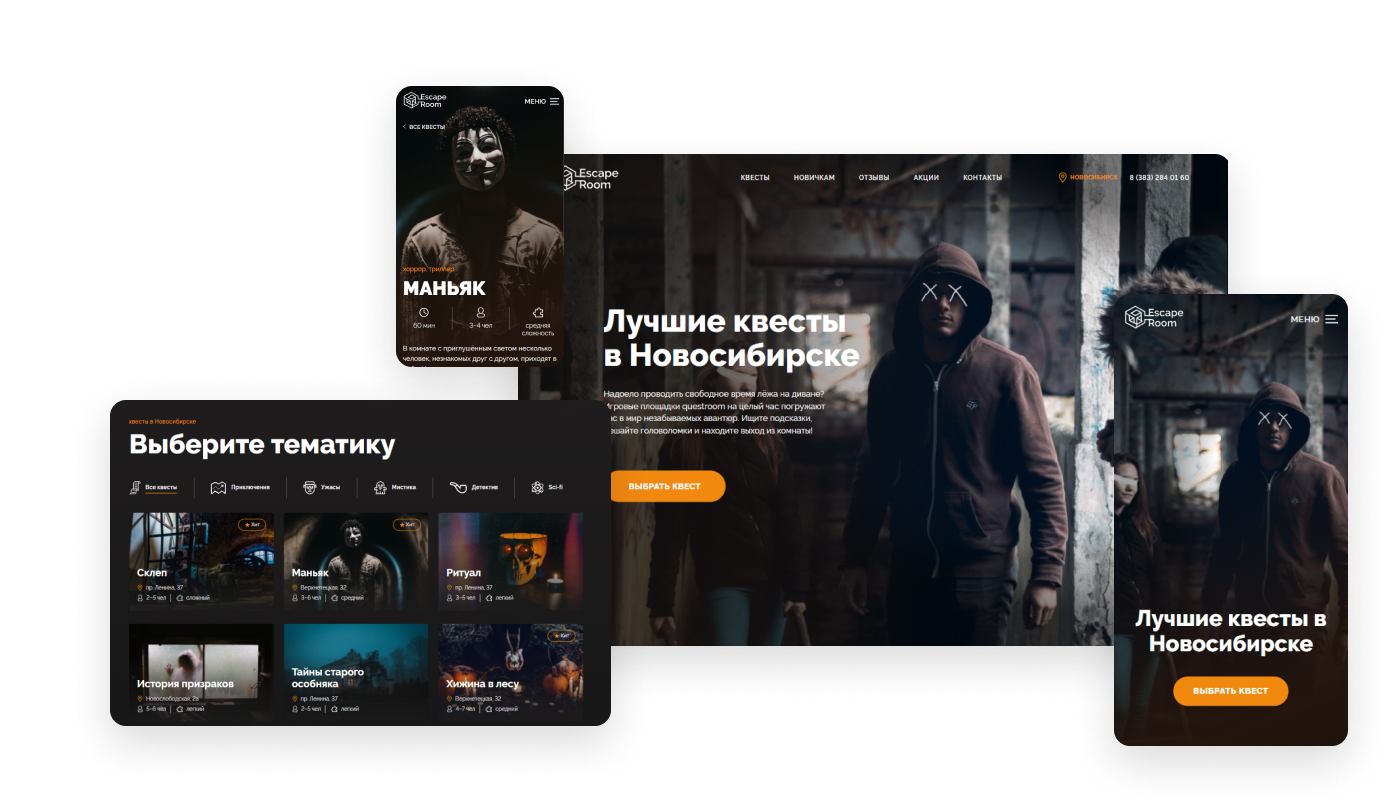 Escape
Room
МЕНЮ
ВСЕ КВЕСТЫ
хоррор, триллер
МАНЬЯК
60 мин
3–4 чел
средняя
сложность
В комнате с приглушённым светом несколько
человек, незнакомых друг с другом, приходят в
Escape
Room
КВЕСТЫ
НОВИЧКАМ
ОТЗЫВЫ
АКЦИИ
КОНТАКТЫ
НОВОСИБИРСК
8 (383) 284 01 60
Лучшие квесты
в Новосибирске
Надоело проводить свободное время лёжа на диване?
Игровые площадки questroom на целый час погружают
ас в мир незабываемых авантюр. Ищите подсказки,
ешайте головоломки и находите выход из комнаты!
ВЫБРАТЬ КВЕСТ
квесты в Новосибирске
Выберите тематику
Все квесты
Приключения
Ужасы
Мистика
Детектив
Sci-fi
Хит
Склеп
пр. Ленина, 37
2–5 чел
сложный
Хит
Маньяк
Верхнетецкая, 32
3–6 чел
средний
Ритуал
пр. Ленина, 37
3–5 чел
легкий
История призраков
Новослободская, 2а
5–6 чел
легкий
Тайны старого
особняка
пр. Ленина, 37
2–5 чел
легкий
Хит
Хижина в лесу
Верхнетецкая, 32
4–7 чел
средний
Escape
Room
МЕНЮ
Лучшие квесты в
Новосибирске
ВЫБРАТЬ КВЕСТ